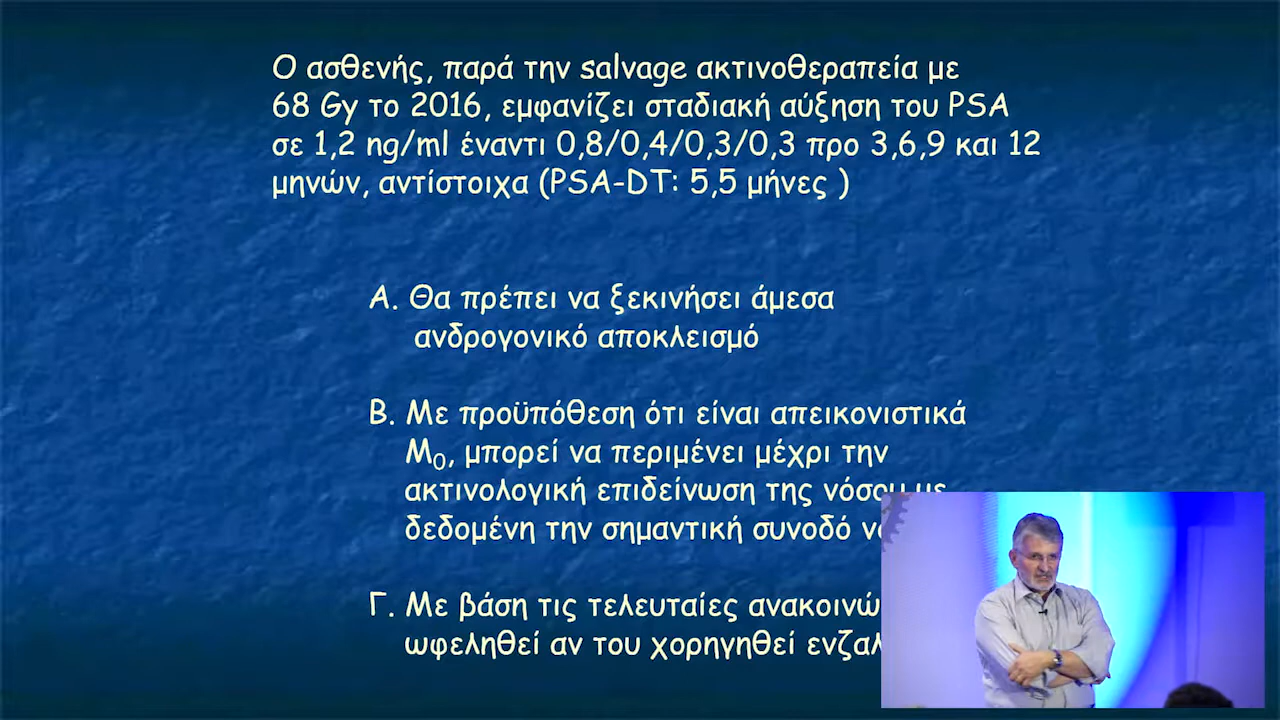 Ο ασθενής, παρά την salvage ακτινοθεραπεία με
68 Gy το 2016, εμφανίζει σταδιακή αύξηση του PSA
σε 1,2 ng/ml έναντι 0,8/0,4/0,3/0,3 προ 3,6,9 και 12
μηνών, αντίστοιχα (PSA-DT: 5,5 μήνες )
Α. Θα πρέπει να ξεκινήσει άμεσα
ανδρογονικό αποκλεισμό
Β. Με προϋπόθεση ότι είναι απεικονιστικά
Μ0, μπορεί να περιμένει μέχρι την
ακτινολογική επιδείνωση της νόσου με
δεδομένη την σημαντική συνοδό
Γ. Με βάση τις τελευταίες
ωφεληθεί αν του χορηγηθεί